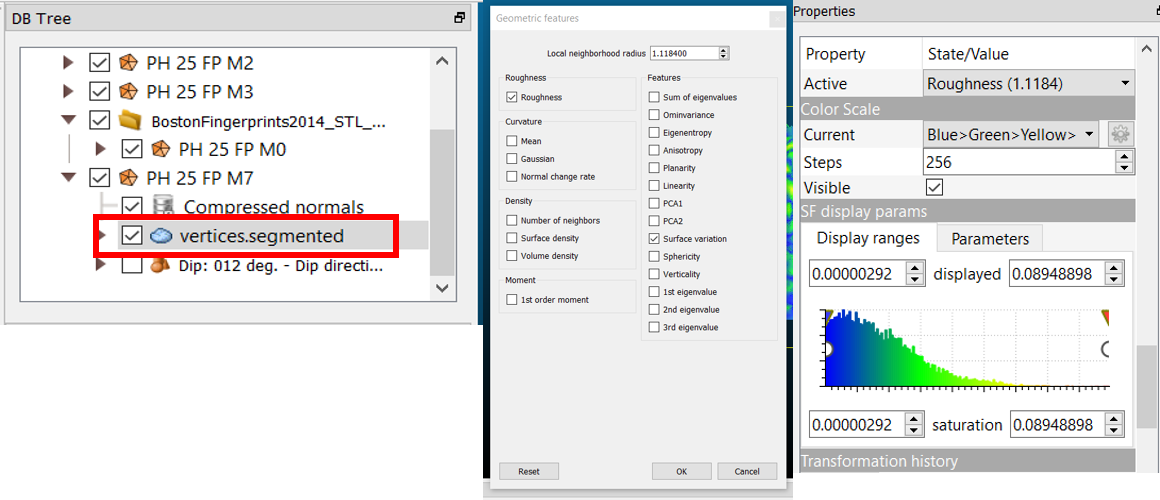 DB Tree
PH 25 FP M2
PH 25 FP M3
BostonFingerprints2014_STL_...
PH 25 FP M0
PH 25 FP M7
Compressed normals
vertices.segmented
Dip: 012 deg. - Dip directi...
Geometric features
Local neighborhood radius 1.118400
Roughness
Roughness
Curvature
Mean
Gaussian
Normal change rate
Density
Number of neighbors
Surface density
Volume density
Moment
1st order moment
Features
Sum of eigenvalues
Omnivariance
Eigenentropy
Anisotropy
Planarity
Linearity
PCA1
PCA2
Surface variation
Sphericity
Verticality
1st eigenvalue
2nd eigenvalue
3rd eigenvalue
Reset OK Cancel
Properties
Property State/Value
Active Roughness (1.1184)
Color Scale
Current Blue>Green>Yellow>
Steps 256
Visible
SF display params
Display ranges Parameters
0.00000292 displayed 0.08948898
0.00000292 saturation 0.08948898
Transformation history